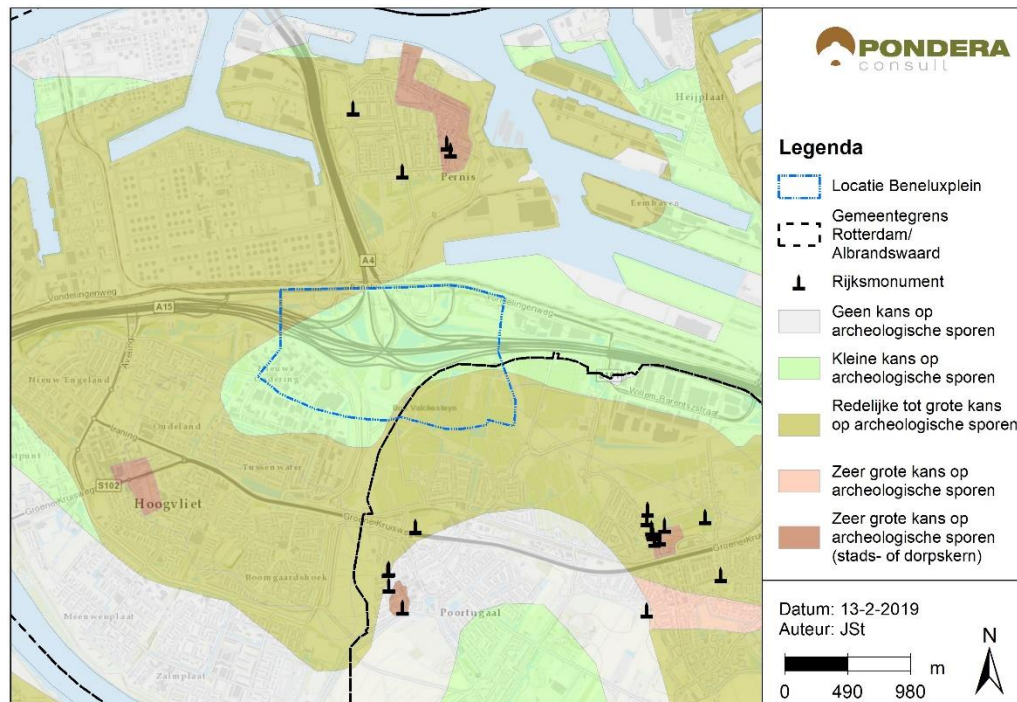 PONDERA
consult
Legenda
Locatie Beneluxplein
Gemeentegrens
Rotterdam/
Albrandswaard
Rijksmonument
Geen kans op
archeologische sporen
Kleine kans op
archeologische sporen
Redelijke tot grote kans
op archeologische sporen
Zeer grote kans op
archeologische sporen
Zeer grote kans op
archeologische sporen
(stads- of dorpskern)
Datum: 13-2-2019
Auteur: JSt
N
m
0 490 980
Heijplaat
Pernis
Eemhaven
A4
Vondelingenweg
Vondelingenweg
A15
Aveling
Nieuw Engeland
Oudeland
Tussenwater
Willem Barentszstraat
S102
Hoogvliet
Groene Kruisweg
Groene Kruisweg
Boomgaardshoek
Meeuwenplaat
Zalmplaat
Poortugaal